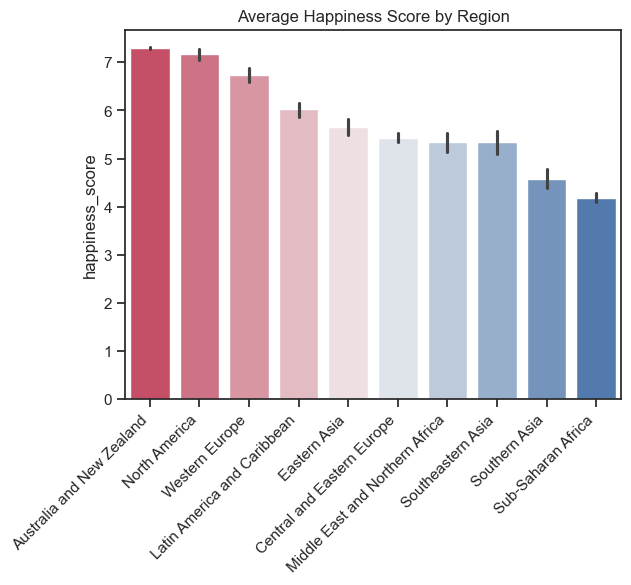 Average Happiness Score by Region
happiness_score
7
6
5
4
3
2
1
0
Australia and New Zealand
North America
Western Europe
Latin America and Caribbean
Eastern Asia
Central and Eastern Europe
Middle East and Northern Africa
Southeastern Asia
Southern Asia
Sub-Saharan Africa